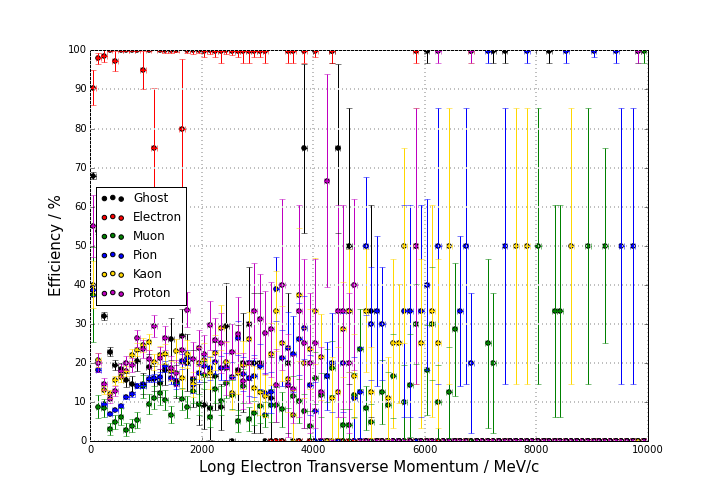 100
90
80
70
60
50
40
30
20
10
0
Efficiency / %
Ghost
Electron
Muon
Pion
Kaon
Proton
0 2000 4000 6000 8000 10000
Long Electron Transverse Momentum / MeV/c